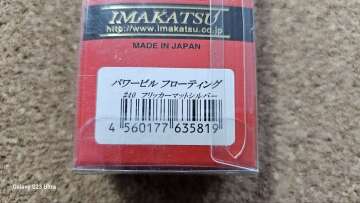 IMAKATSU
http://www.imakatsu.co.jp
MADE IN JAPAN
パワービル フローティング
#40 フリッカーマットシルバー
4 560177 635819
Galaxy S23 Ultra